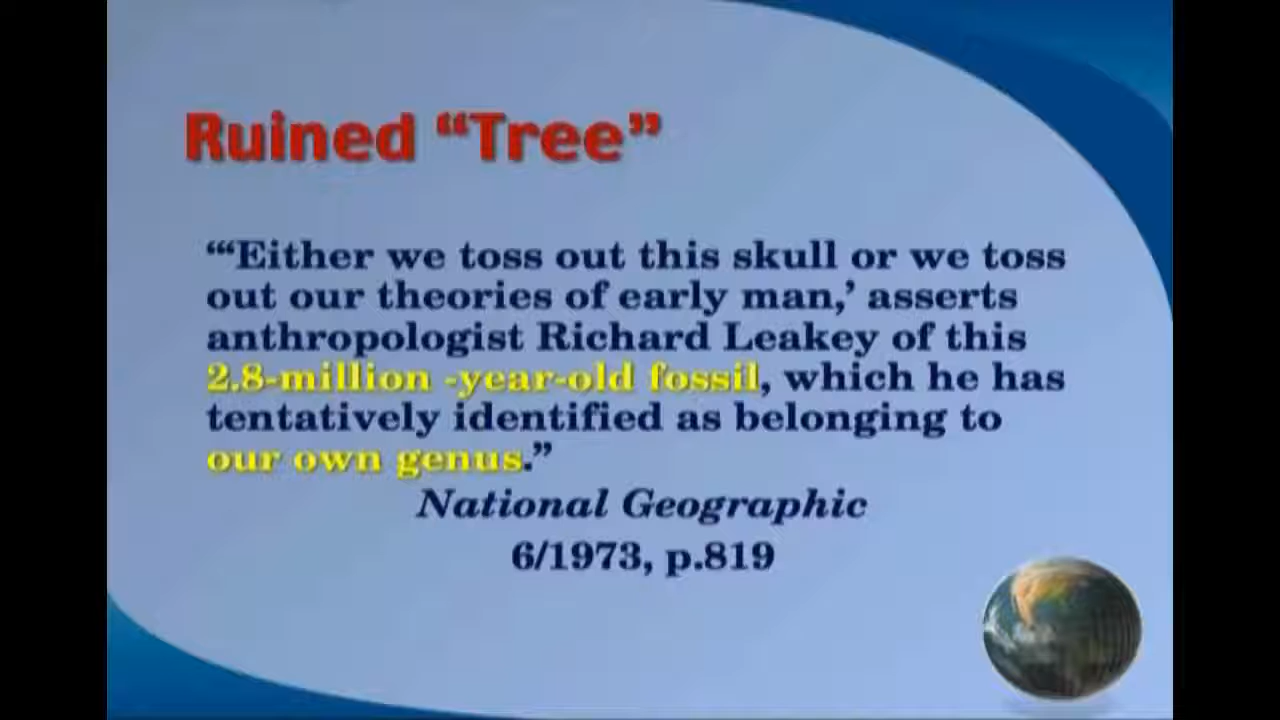 Ruined “Tree”
“‘Either we toss out this skull or we toss
out our theories of early man,’ asserts
anthropologist Richard Leakey of this
2.8-million -year-old fossil, which he has
tentatively identified as belonging to
our own genus.”
National Geographic
6/1973, p.819